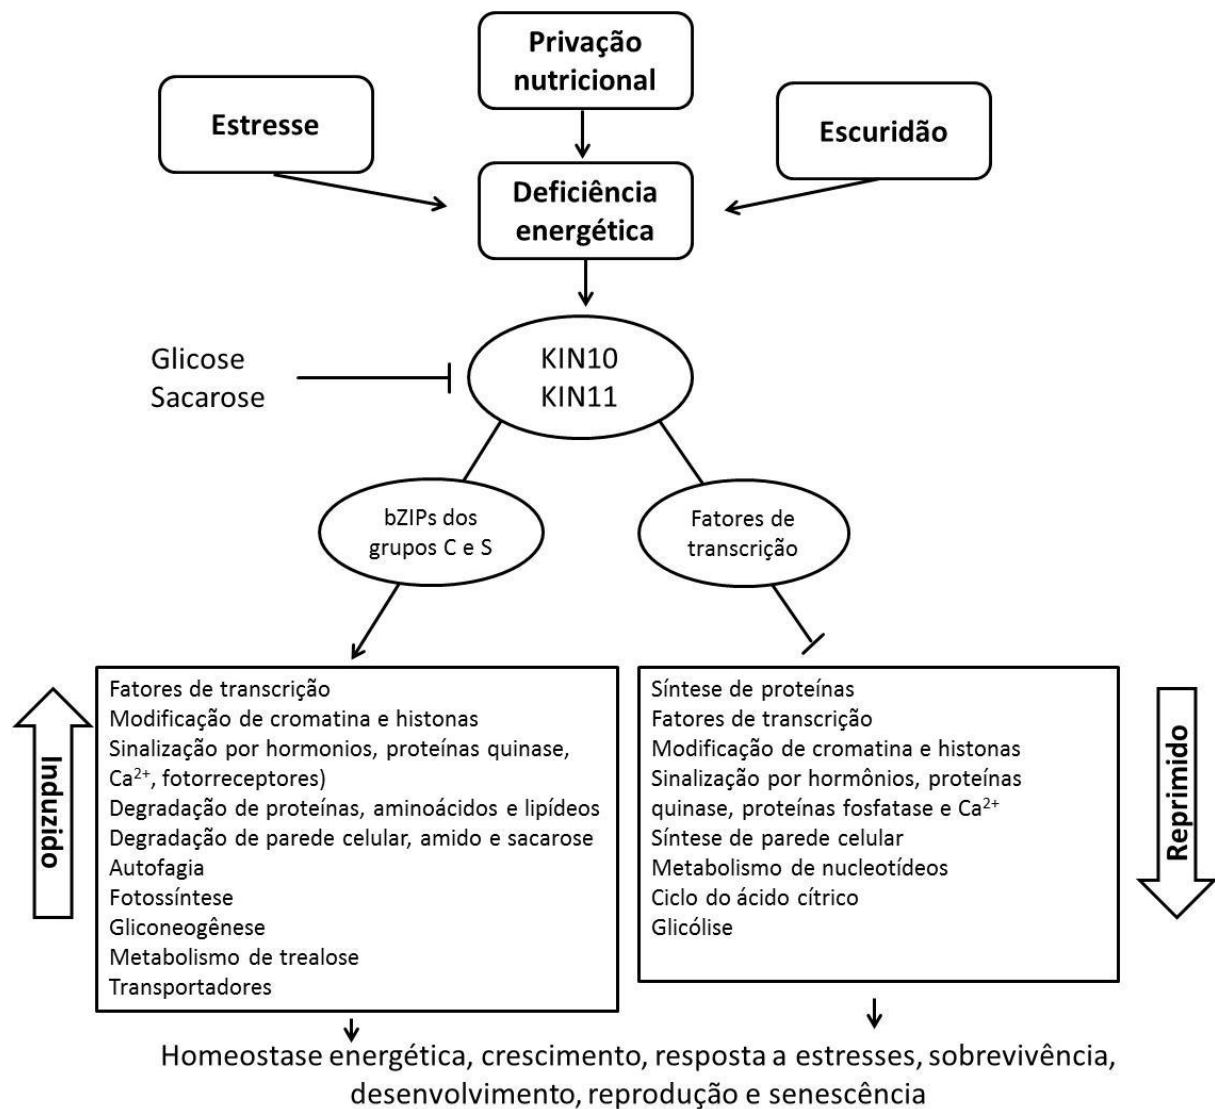 Privação
nutricional
Estresse
Escuridão
Deficiência
energética
Glicose
Sacarose
KIN10
KIN11
bZIPs dos
grupos C e S
Fatores de
transcrição
Induzido
Fatores de transcrição
Modificação de cromatina e histonas
Sinalização por hormonios, proteínas quinase,
Ca²⁺, fotorreceptores)
Degradação de proteínas, aminoácidos e lipídeos
Degradação de parede celular, amido e sacarose
Autofagia
Fotossíntese
Gliconeogênese
Metabolismo de trealose
Transportadores
Síntese de proteínas
Fatores de transcrição
Modificação de cromatina e histonas
Sinalização por hormônios, proteínas
quinase, proteínas fosfatase e Ca²⁺
Síntese de parede celular
Metabolismo de nucleotídeos
Ciclo do ácido cítrico
Glicólise
Reprimido
Homeostase energética, crescimento, resposta a estresses, sobrevivência,
desenvolvimento, reprodução e senescência